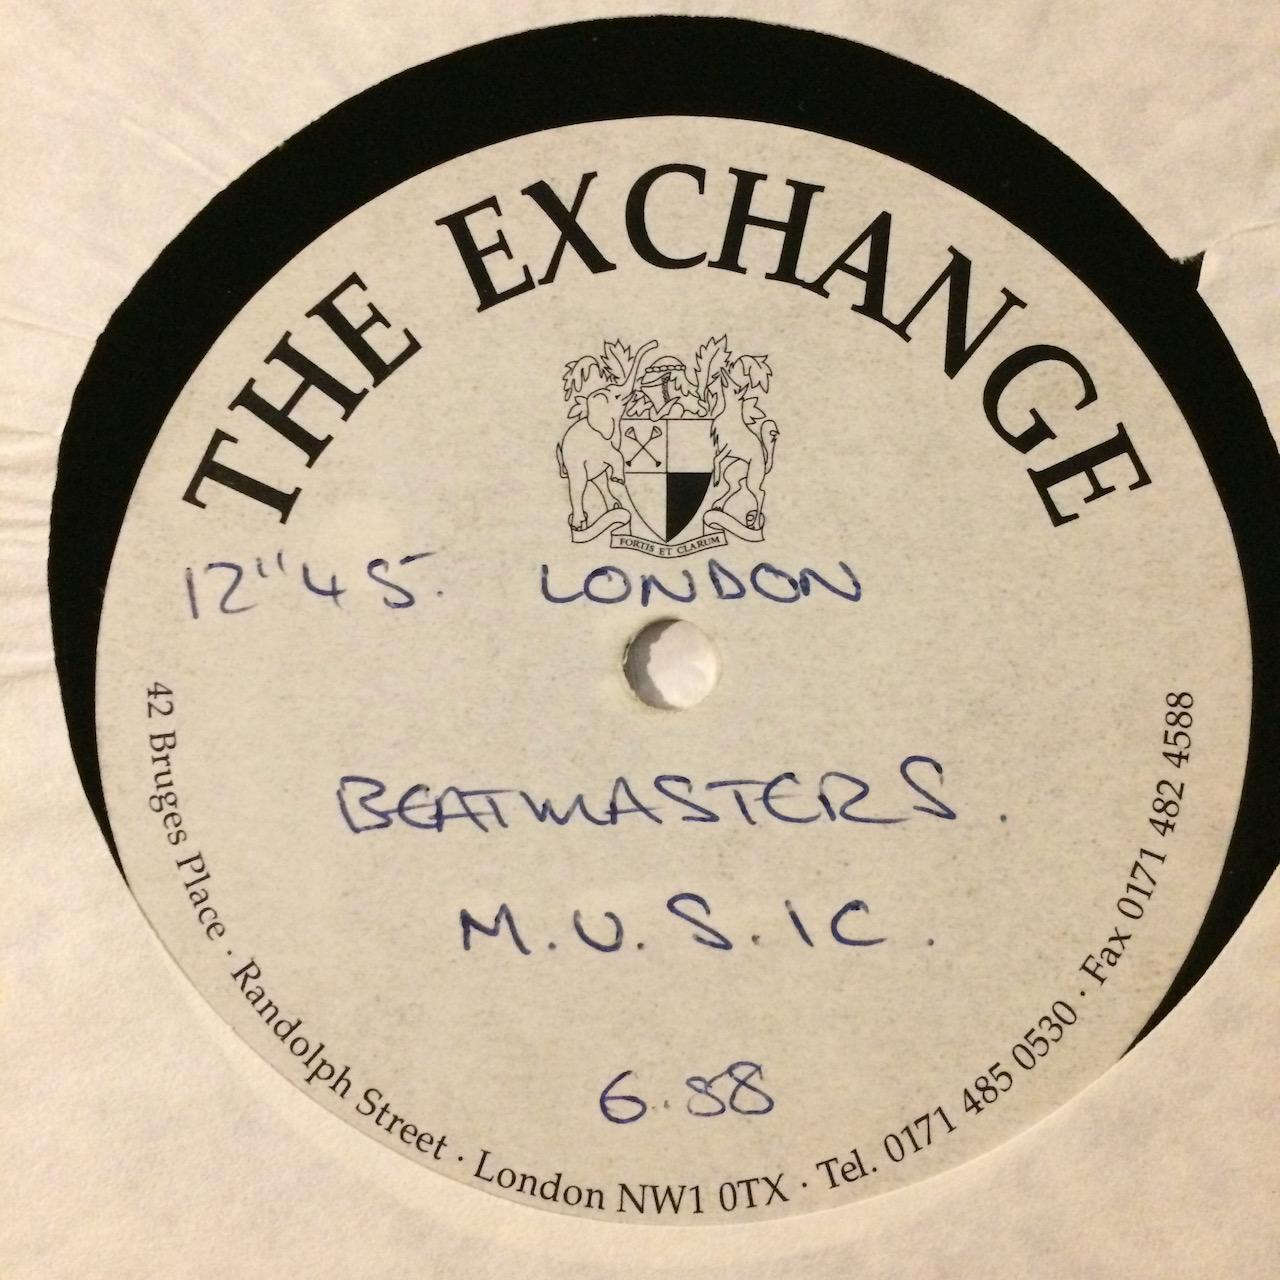 THE EXCHANGE
FORTIS ET CLARUM
12" 45. LONDON
BEATMASTERS.
M.U.S.IC.
6.58
42 Bruges Place · Randolph Street · London NW1 0TX · Tel. 0171 485 0530 · Fax 0171 482 4588